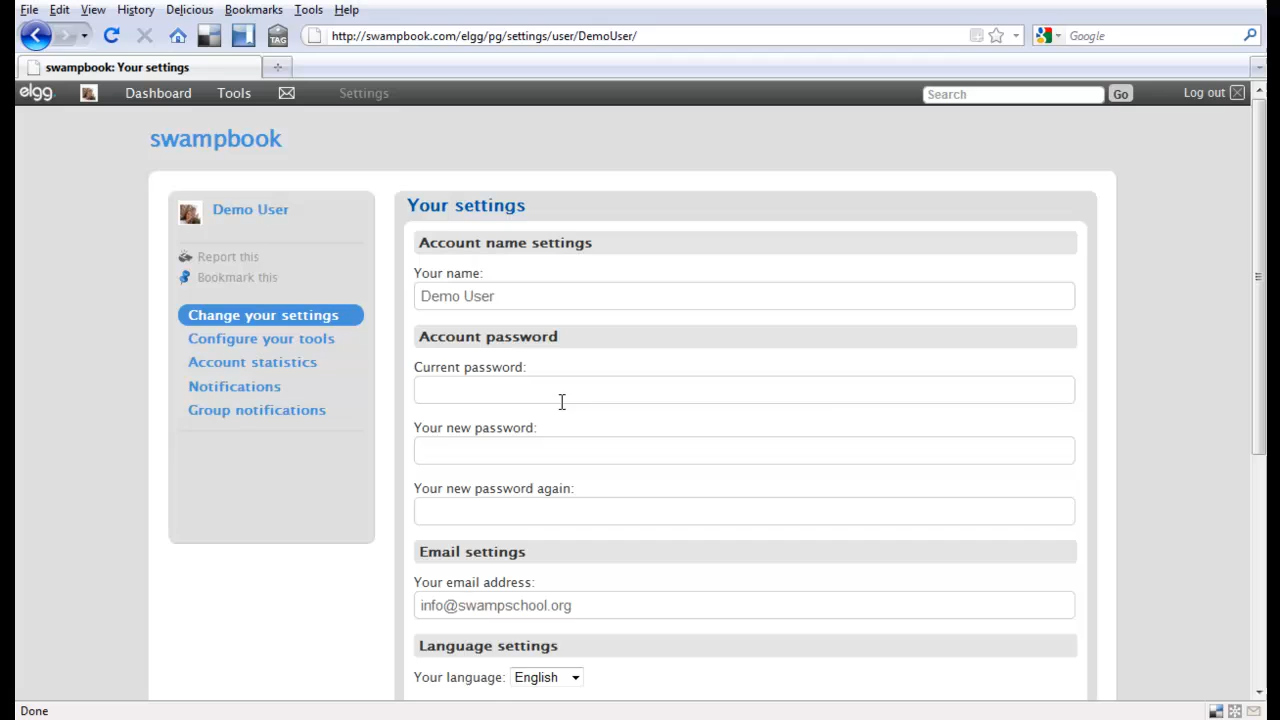 File Edit View History Delicious Bookmarks Tools Help
TAG http://swampbook.com/elgg/pg/settings/user/DemoUser/ Google
swampbook: Your settings
elgg Dashboard Tools Settings Search Go Log out
swampbook
Demo User
Report this
Bookmark this
Change your settings
Configure your tools
Account statistics
Notifications
Group notifications
Your settings
Account name settings
Your name:
Demo User
Account password
Current password:
Your new password:
Your new password again:
Email settings
Your email address:
info@swampschool.org
Language settings
Your language: English
Done